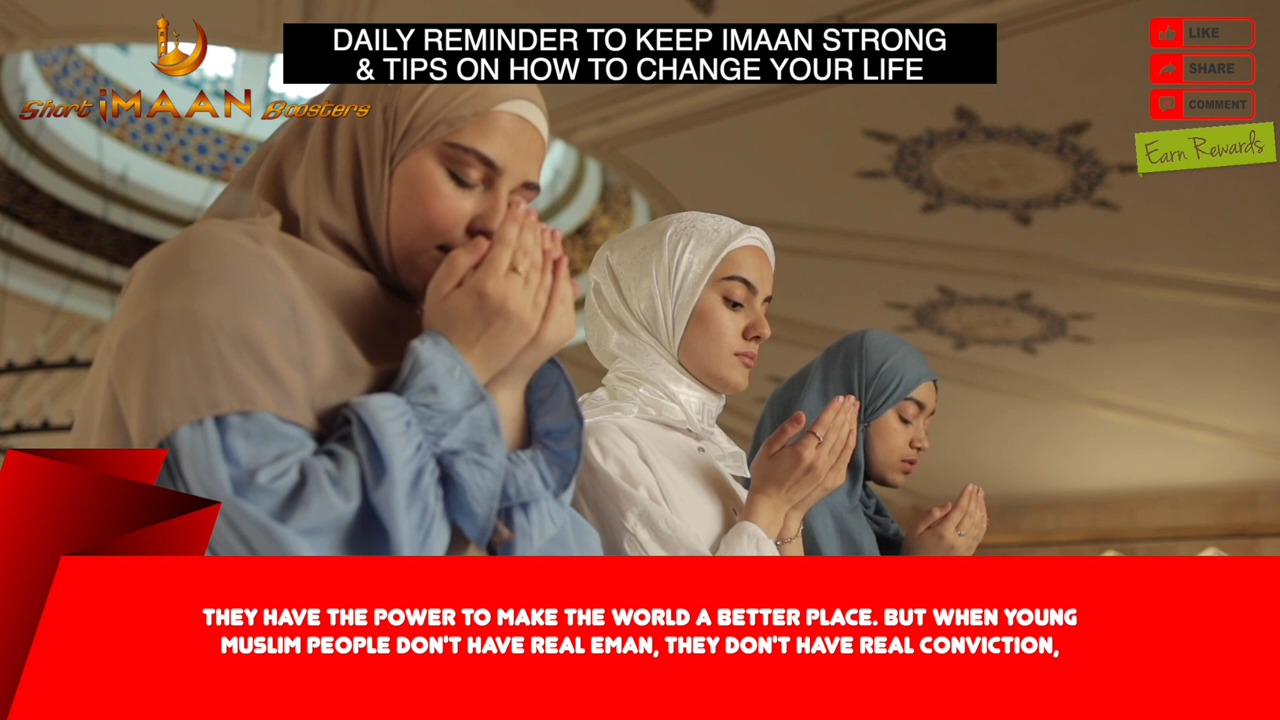 DAILY REMINDER TO KEEP IMAAN STRONG
& TIPS ON HOW TO CHANGE YOUR LIFE
Short iMAAN Boosters
LIKE
SHARE
COMMENT
Earn Rewards
THEY HAVE THE POWER TO MAKE THE WORLD A BETTER PLACE. BUT WHEN YOUNG
MUSLIM PEOPLE DON'T HAVE REAL EMAN, THEY DON'T HAVE REAL CONVICTION,